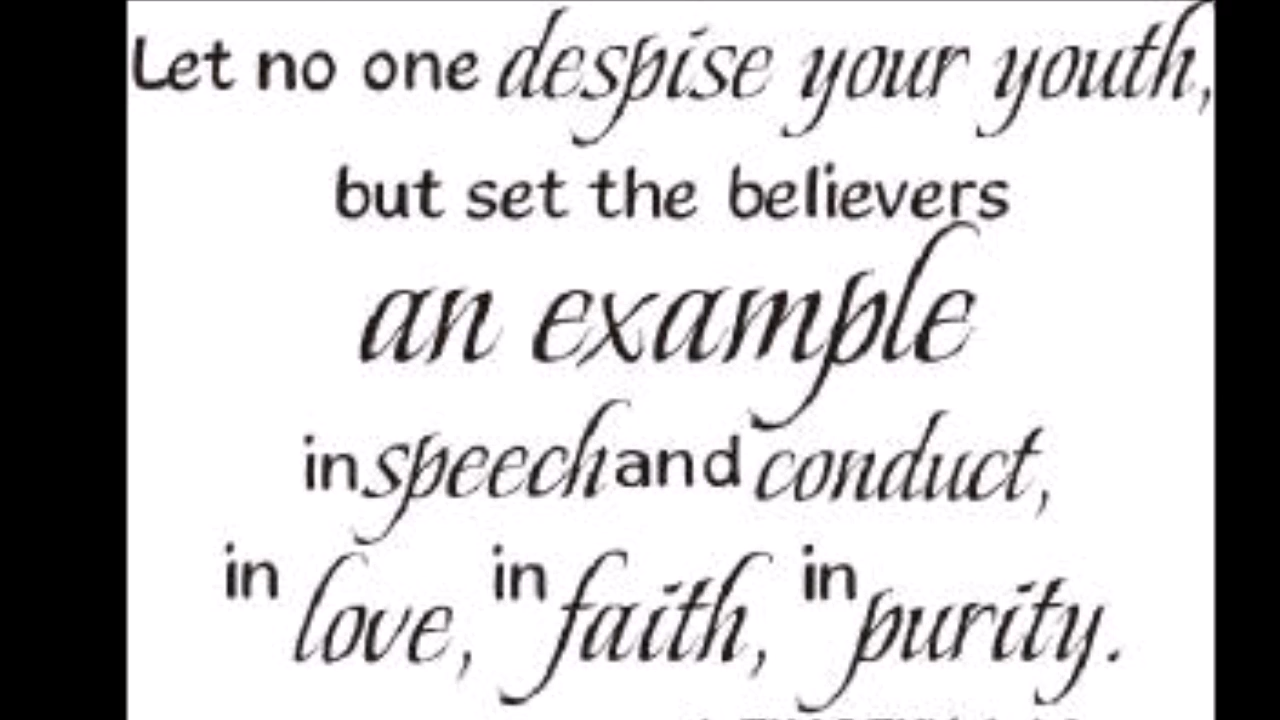 Let no one despise your youth,
but set the believers
an example
in speech and conduct,
in love, in faith, in purity.